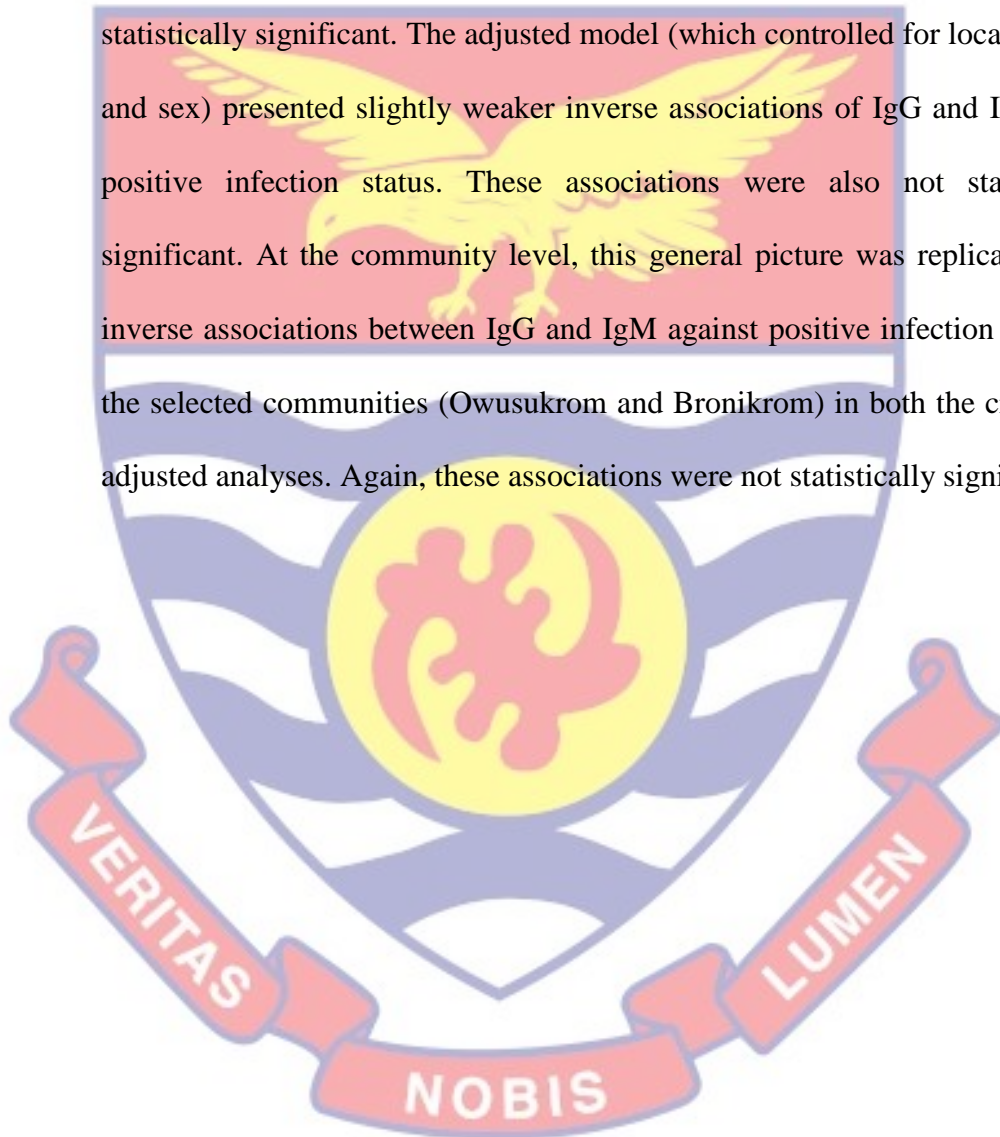 statistically significant. The adjusted model (which controlled for loca
and sex) presented slightly weaker inverse associations of IgG and I
positive infection status. These associations were also not sta
significant. At the community level, this general picture was replica
inverse associations between IgG and IgM against positive infection
the selected communities (Owusukrom and Bronikrom) in both the c
adjusted analyses. Again, these associations were not statistically signi
VERITAS
NOBIS
LUMEN